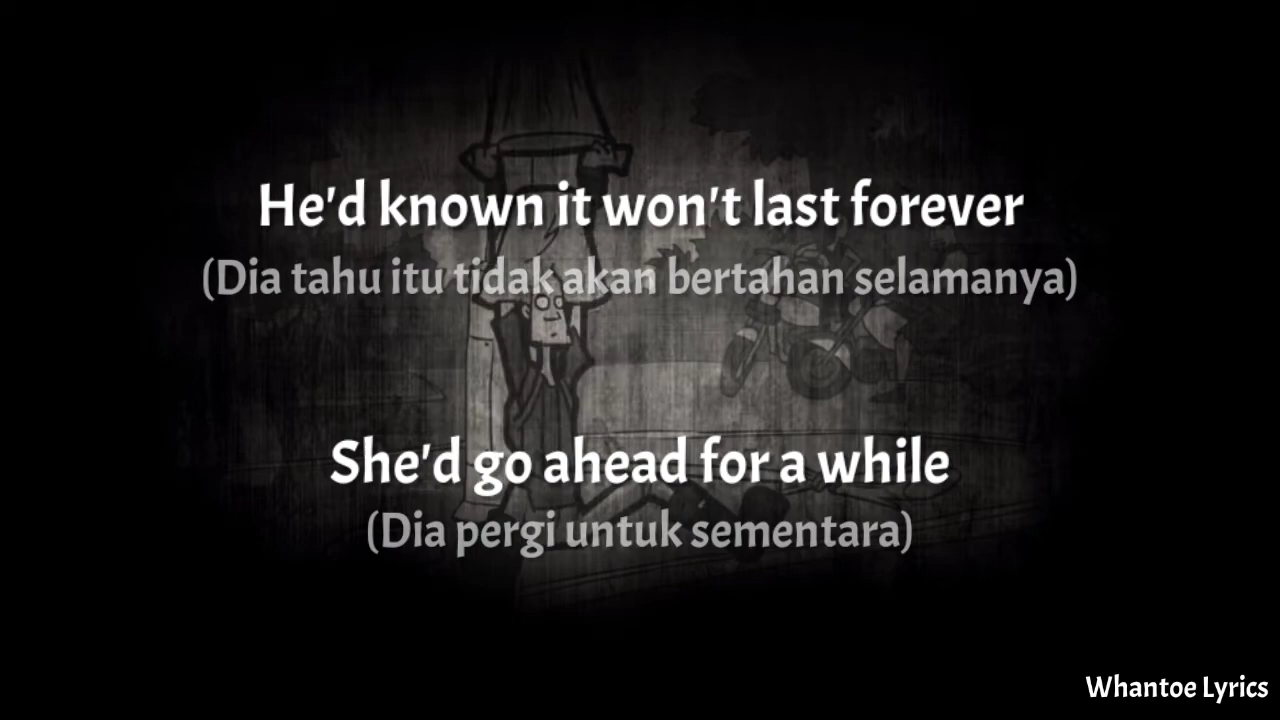 He'd known it won't last forever
(Dia tahu itu tidak akan bertahan selamanya)
She'd go ahead for a while
(Dia pergi untuk sementara)
Whantoe Lyrics